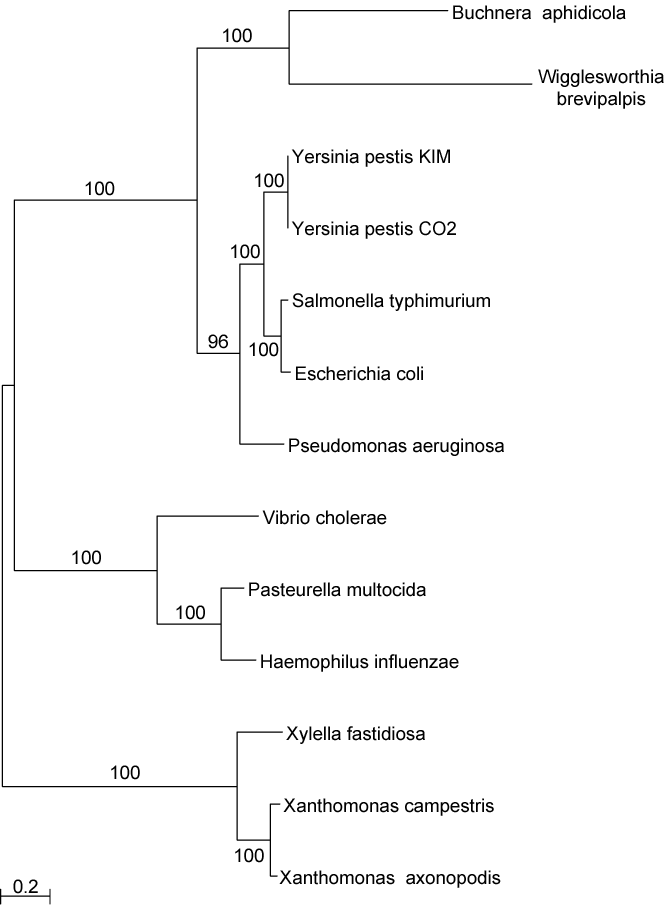 Buchnera aphidicola
100
Wigglesworthia
brevipalpis
Yersinia pestis KIM
100
100
Yersinia pestis CO2
100
Salmonella typhimurium
96
100
Escherichia coli
Pseudomonas aeruginosa
Vibrio cholerae
100
Pasteurella multocida
100
Haemophilus influenzae
Xylella fastidiosa
100
Xanthomonas campestris
100
Xanthomonas axonopodis
0.2